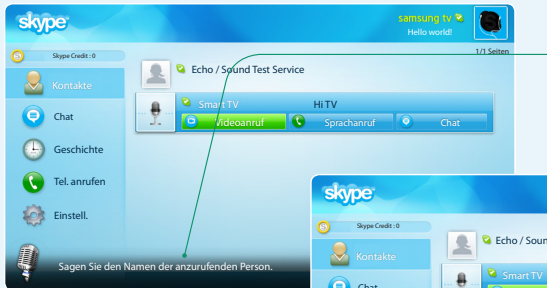 skype
samsung tv
Hello world!
Skype Credit : 0
1/1 Seiten
Kontakte
Echo / Sound Test Service
Smart TV Hi TV
Videoanruf Sprachanruf Chat
Chat
Geschichte
Tel. anrufen
Einstell.
Sagen Sie den Namen der anzurufenden Person.
skype
Skype Credit : 0
Kontakte
Echo / Soun
Smart TV
Chat